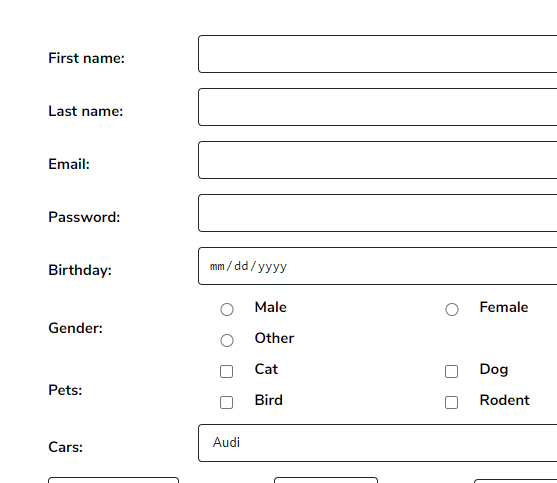 First name:
Last name:
Email:
Password:
Birthday: mm/dd/yyyy
Male Female
Gender:
Other
Cat Dog
Pets:
Bird Rodent
Cars: Audi